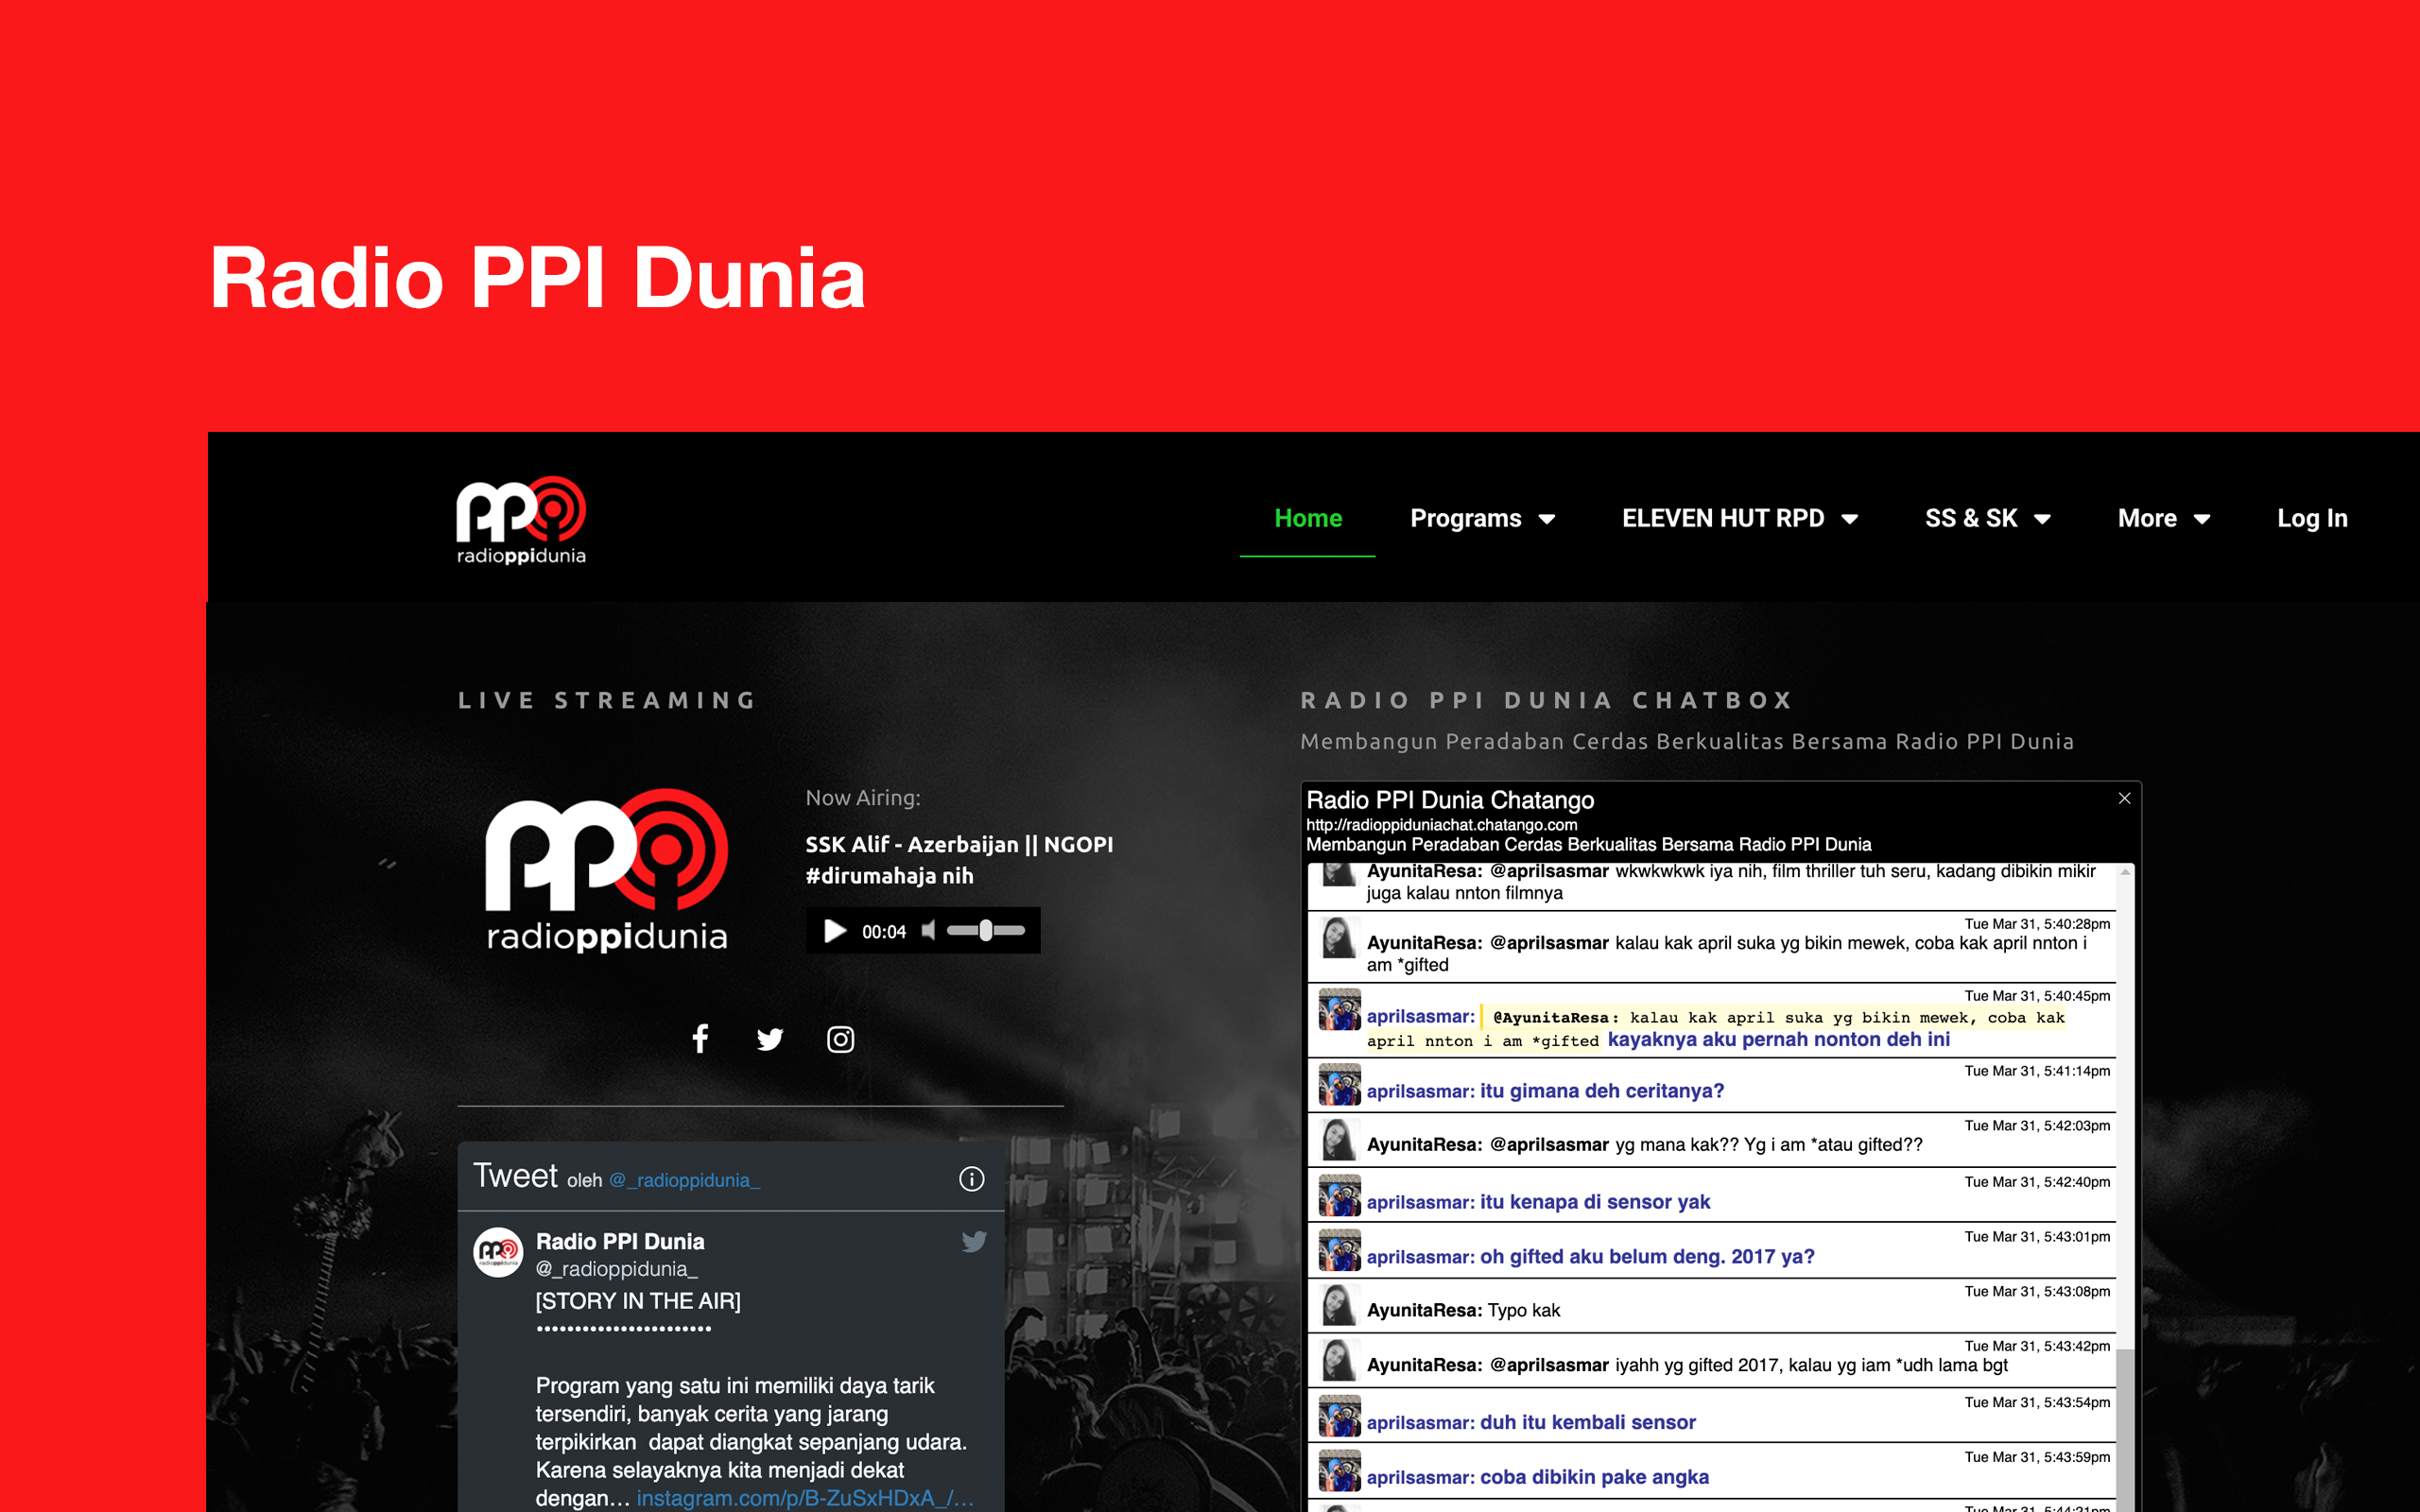 Radio PPI Dunia
ppi
radioppidunia
Home
Programs
ELEVEN HUT RPD
SS & SK
More
Log In
LIVE STREAMING
ppi
radioppidunia
Now Airing:
SSK Alif - Azerbaijan || NGOPI
#dirumahaja nih
00:04
Tweet oleh @_radioppidunia_
Radio PPI Dunia
@_radioppidunia_
[STORY IN THE AIR]
•••••••••••••••••••••••
Program yang satu ini memiliki daya tarik
tersendiri, banyak cerita yang jarang
terpikirkan  dapat diangkat sepanjang udara.
Karena selayaknya kita menjadi dekat
dengan… instagram.com/p/B-ZuSxHDxA_/…
RADIO PPI DUNIA CHATBOX
Membangun Peradaban Cerdas Berkualitas Bersama Radio PPI Dunia
Radio PPI Dunia Chatango
http://radioppiduniachat.chatango.com
Membangun Peradaban Cerdas Berkualitas Bersama Radio PPI Dunia
AyunitaResa: @aprilsasmar wkwkwkwk iya nih, film thriller tuh seru, kadang dibikin mikir
juga kalau nnton filmnya
Tue Mar 31, 5:40:28pm
AyunitaResa: @aprilsasmar kalau kak april suka yg bikin mewek, coba kak april nnton i
am *gifted
Tue Mar 31, 5:40:45pm
aprilsasmar: @AyunitaResa: kalau kak april suka yg bikin mewek, coba kak
april nnton i am *gifted kayaknya aku pernah nonton deh ini
Tue Mar 31, 5:41:14pm
aprilsasmar: itu gimana deh ceritanya?
Tue Mar 31, 5:42:03pm
AyunitaResa: @aprilsasmar yg mana kak?? Yg i am *atau gifted??
Tue Mar 31, 5:42:40pm
aprilsasmar: itu kenapa di sensor yak
Tue Mar 31, 5:43:01pm
aprilsasmar: oh gifted aku belum deng. 2017 ya?
Tue Mar 31, 5:43:08pm
AyunitaResa: Typo kak
Tue Mar 31, 5:43:42pm
AyunitaResa: @aprilsasmar iyahh yg gifted 2017, kalau yg iam *udh lama bgt
Tue Mar 31, 5:43:54pm
aprilsasmar: duh itu kembali sensor
Tue Mar 31, 5:43:59pm
aprilsasmar: coba dibikin pake angka
Tue Mar 31, 5:44:21pm